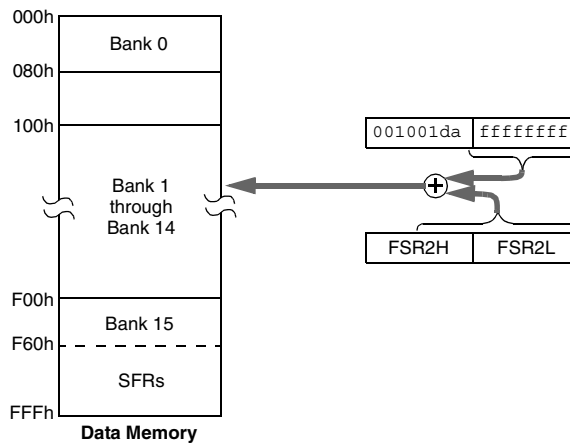 000h
Bank 0
080h
100h
001001da ffffffff
Bank 1
through
Bank 14
FSR2H FSR2L
F00h
Bank 15
F60h
SFRs
FFFh
Data Memory